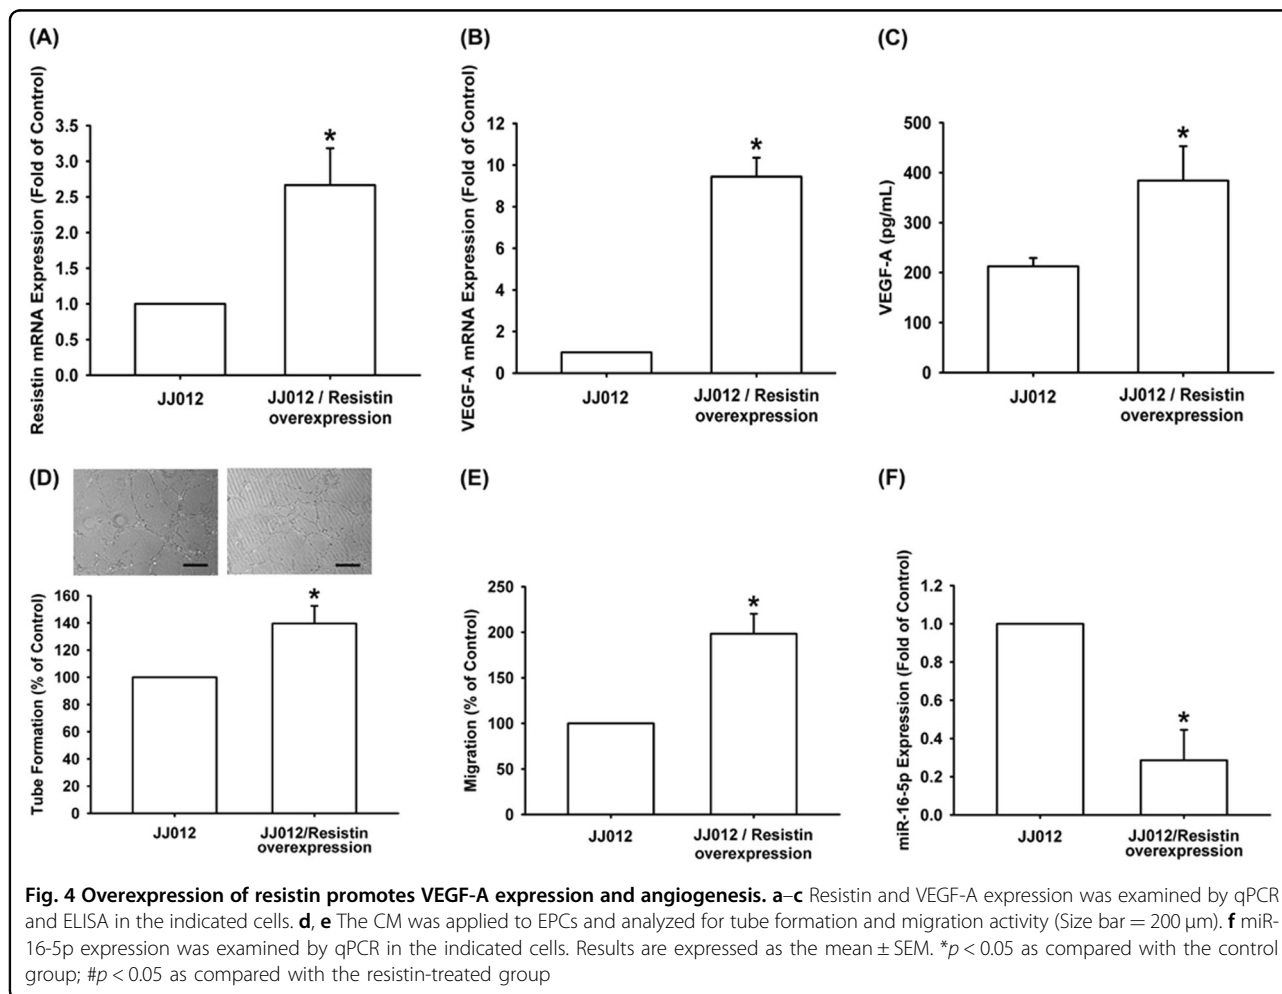 (A)
Resistin mRNA Expression (Fold of Control)
3.5
3.0
2.5
2.0
1.5
1.0
0.5
0.0
*
JJ012
JJ012 / Resistin
overexpression
(B)
VEGF-A mRNA Expression (Fold of Control)
12
10
8
6
4
2
0
*
JJ012
JJ012 / Resistin
overexpression
(C)
VEGF-A (pg/mL)
500
400
300
200
100
0
*
JJ012
JJ012 / Resistin
overexpression
(D)
Tube Formation (% of Control)
160
140
120
100
80
60
40
20
0
*
JJ012
JJ012/Resistin
overexpression
(E)
Migration (% of Control)
250
200
150
100
50
0
*
JJ012
JJ012 / Resistin
overexpression
(F)
miR-16-5p Expression (Fold of Control)
1.2
1.0
0.8
0.6
0.4
0.2
0.0
*
JJ012
JJ012/Resistin
overexpression
Fig. 4 Overexpression of resistin promotes VEGF-A expression and angiogenesis. a–c Resistin and VEGF-A expression was examined by qPCR
and ELISA in the indicated cells. d, e The CM was applied to EPCs and analyzed for tube formation and migration activity (Size bar = 200 μm). f miR-
16-5p expression was examined by qPCR in the indicated cells. Results are expressed as the mean ± SEM. *p < 0.05 as compared with the control
group; #p < 0.05 as compared with the resistin-treated group